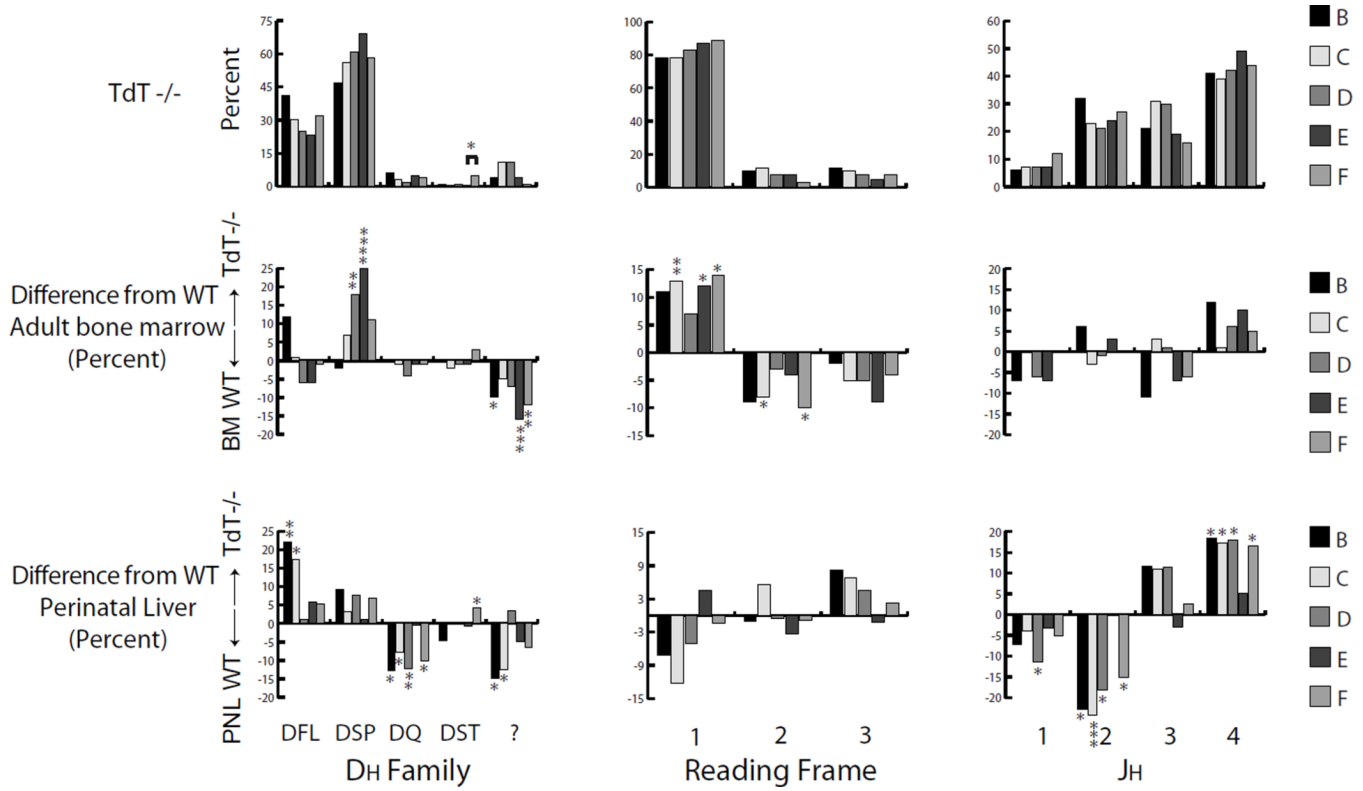 TdT -/-
Percent
75
60
45
30
15
0
*
100
80
60
40
20
0
60
50
40
30
20
10
0
B
C
D
E
F
Difference from WT
Adult bone marrow
(Percent)
BM WT TdT-/-
25
20
15
10
5
0
-5
-10
-15
-20
** **** * *** **
15
10
5
0
-5
-10
-15
** * * * *
20
15
10
5
0
-5
-10
-15
-20
B
C
D
E
F
Difference from WT
Perinatal Liver
(Percent)
PNL WT TdT-/-
25
20
15
10
5
0
-5
-10
-15
-20
** * * * ** * * * *
15
9
3
-3
-9
-15
20
15
10
5
0
-5
-10
-15
-20
* * *** * * * * * *
B
C
D
E
F
DFL DSP DQ DST ?
DH Family
1 2 3
Reading Frame
1 2 3 4
JH